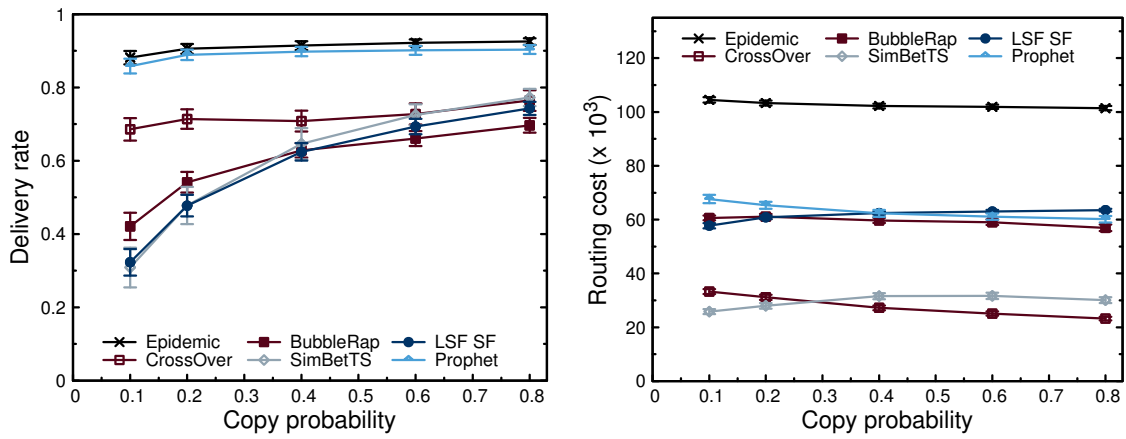 1
0.8
0.6
0.4
0.2
0
Delivery rate
Epidemic BubbleRap LSF SF
CrossOver SimBetTS Prophet
0 0.1 0.2 0.3 0.4 0.5 0.6 0.7 0.8
Copy probability
Epidemic BubbleRap LSF SF
CrossOver SimBetTS Prophet
120
100
80
60
40
20
0
Routing cost (x 10³)
0 0.1 0.2 0.3 0.4 0.5 0.6 0.7 0.8
Copy probability